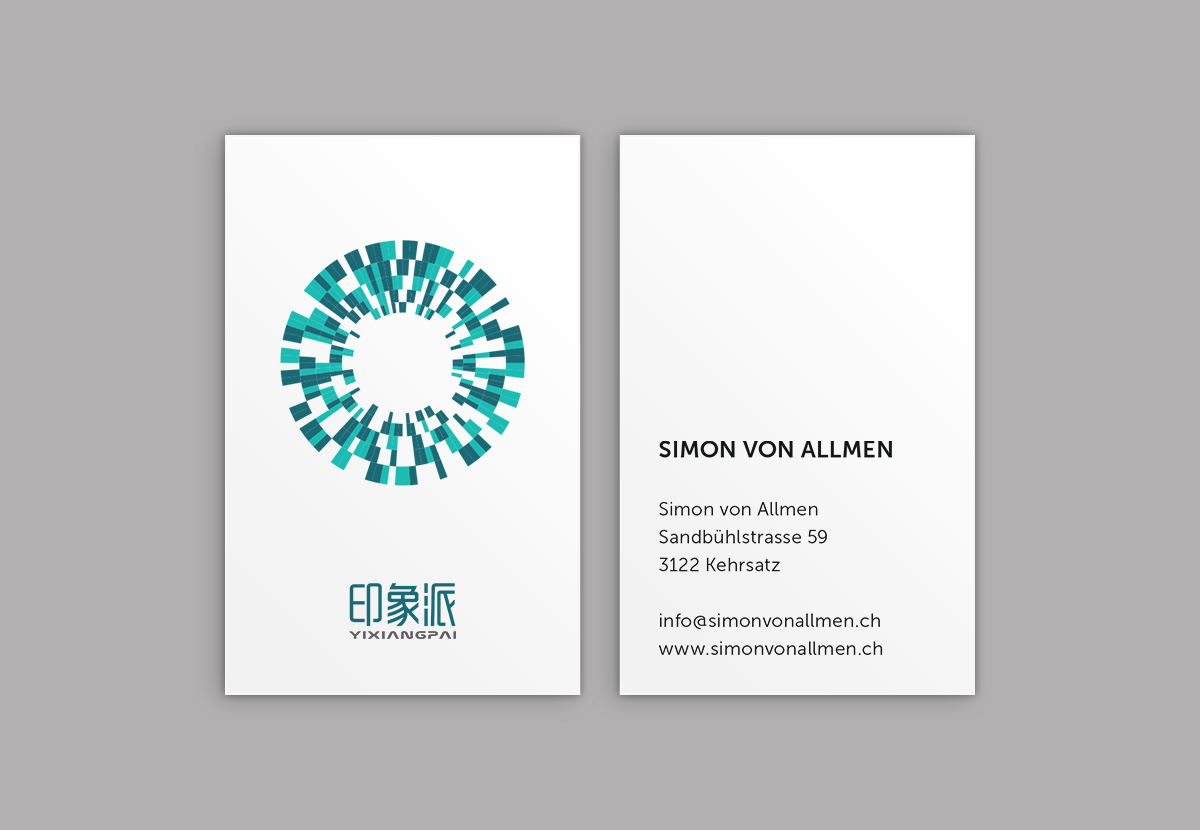 印象派
YIXIANGPAI
SIMON VON ALLMEN
Simon von Allmen
Sandbühlstrasse 59
3122 Kehrsatz
info@simonvonallmen.ch
www.simonvonallmen.ch